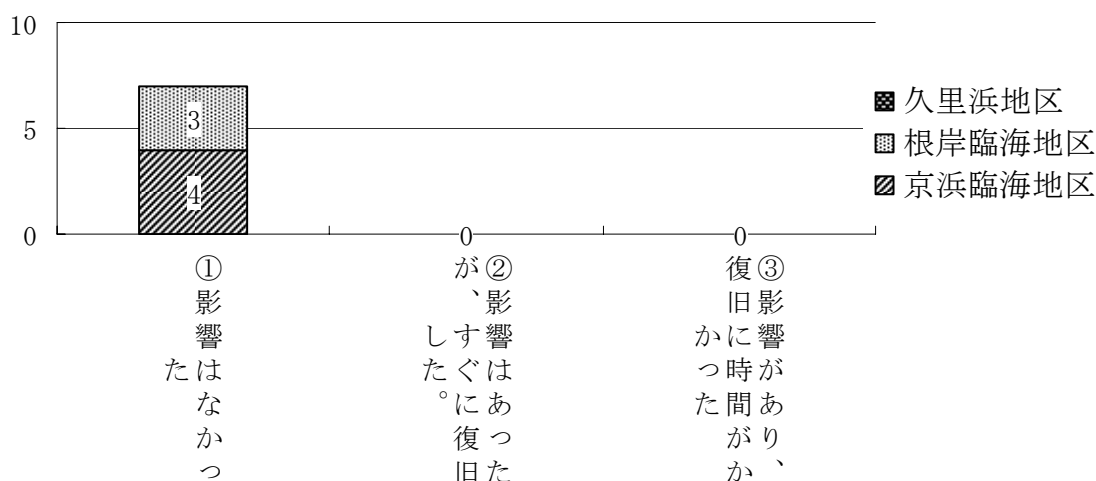 10
5
0
3
4
0
0
久里浜地区
根岸臨海地区
京浜臨海地区
①影響はなかっ
た
②影響はあった
が、すぐに復旧
した。
③影響があり、
復旧に時間がか
かった